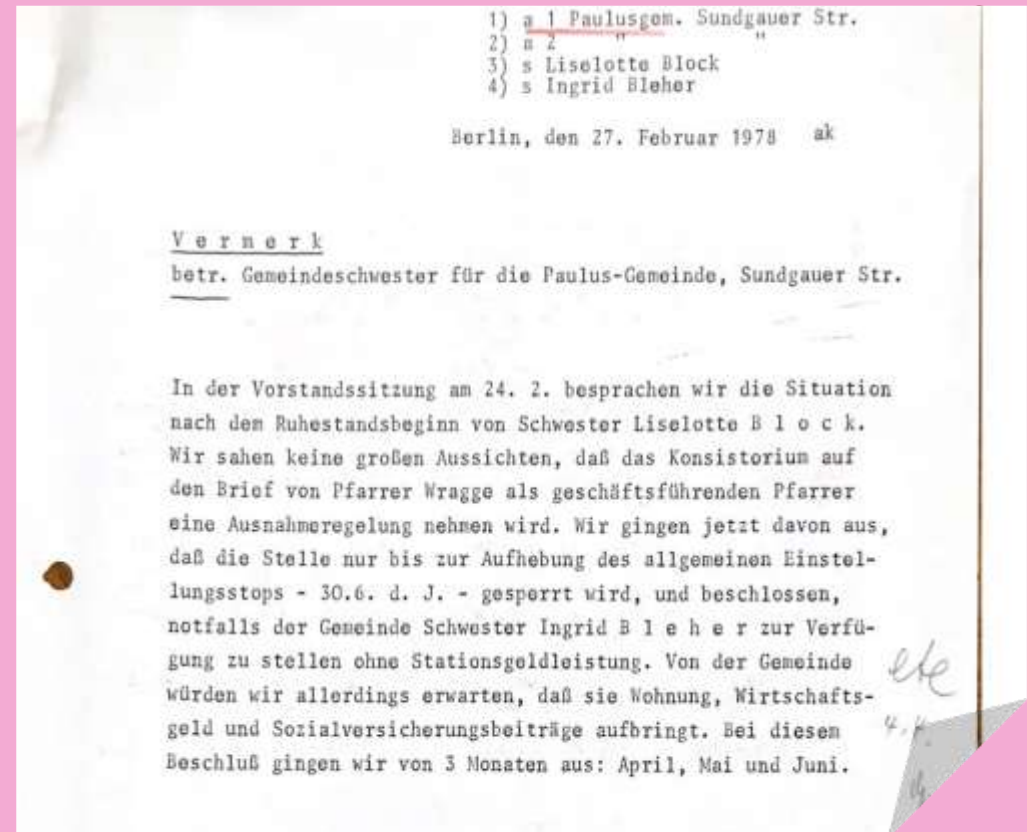 1) a 1 Paulusgem. Sundgauer Str.
2) a 2 " "
3) s Liselotte Block
4) s Ingrid Bleher
Berlin, den 27. Februar 1978 ak
V e r m e r k
betr. Gemeindeschwester für die Paulus-Gemeinde, Sundgauer Str.
In der Vorstandssitzung am 24. 2. besprachen wir die Situation
nach dem Ruhestandsbeginn von Schwester Liselotte B l o c k.
Wir sahen keine großen Aussichten, daß das Konsistorium auf
den Brief von Pfarrer Wragge als geschäftsführenden Pfarrer
eine Ausnahmeregelung nehmen wird. Wir gingen jetzt davon aus,
daß die Stelle nur bis zur Aufhebung des allgemeinen Einstel-
lungsstops - 30.6. d. J. - gesperrt wird, und beschlossen,
notfalls der Gemeinde Schwester Ingrid B l e h e r zur Verfü-
gung zu stellen ohne Stationsgeldleistung. Von der Gemeinde
würden wir allerdings erwarten, daß sie Wohnung, Wirtschafts-
geld und Sozialversicherungsbeiträge aufbringt. Bei diesem
Beschluß gingen wir von 3 Monaten aus: April, Mai und Juni.